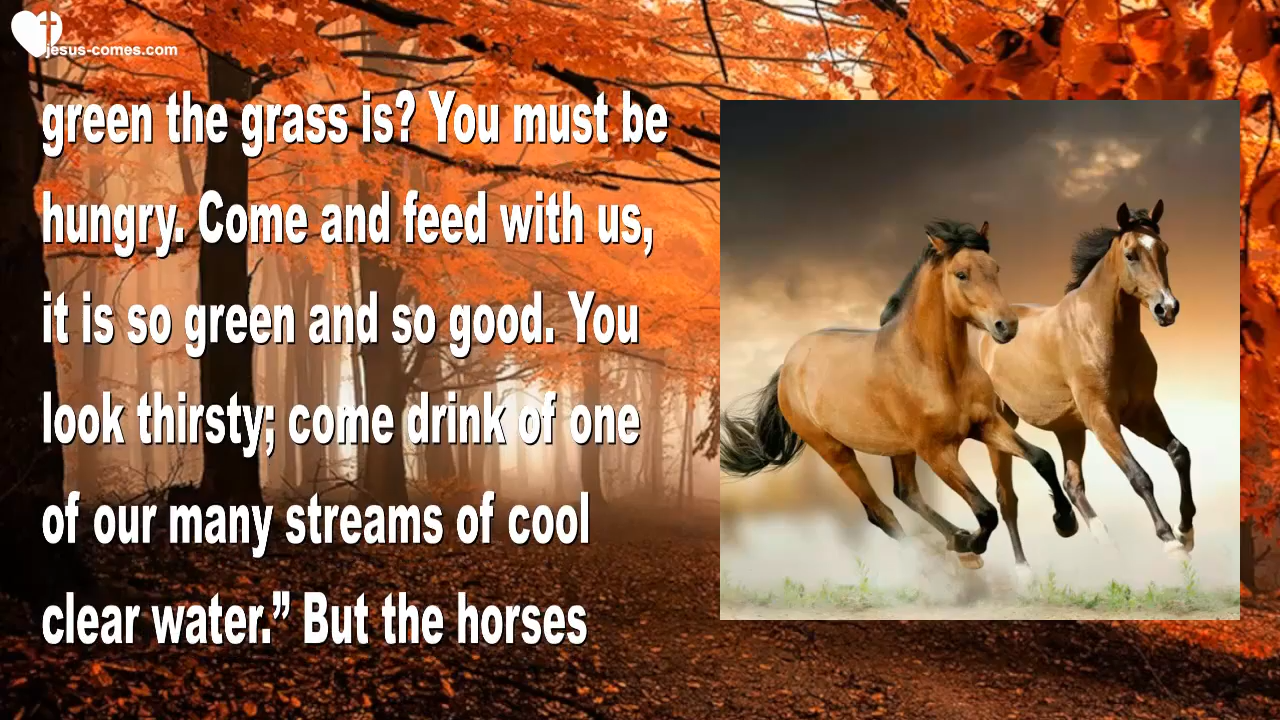 jesus-comes.com
green the grass is? You must be
hungry. Come and feed with us,
it is so green and so good. You
look thirsty; come drink of one
of our many streams of cool
clear water.” But the horses